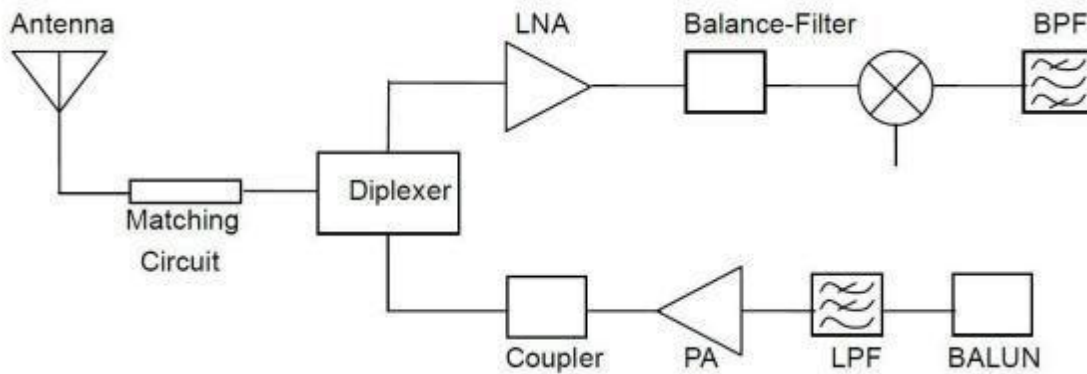 Antenna
LNA
Balance-Filter
BPF
Diplexer
Matching
Circuit
Coupler
PA
LPF
BALUN